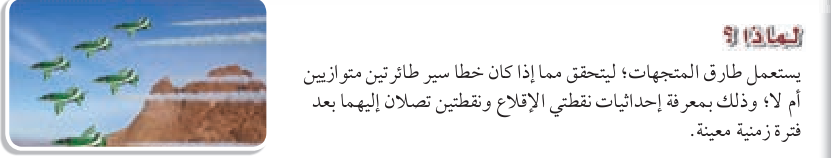 لماذا ؟
يستعمل طارق المتجهات؛ ليتحقق مما إذا كان خطا سير طائرتين متوازيين
أم لا؛ وذلك بمعرفة إحداثيات نقطتي الإقلاع ونقطتين تصلان إليهما بعد
فترة زمنية معينة.